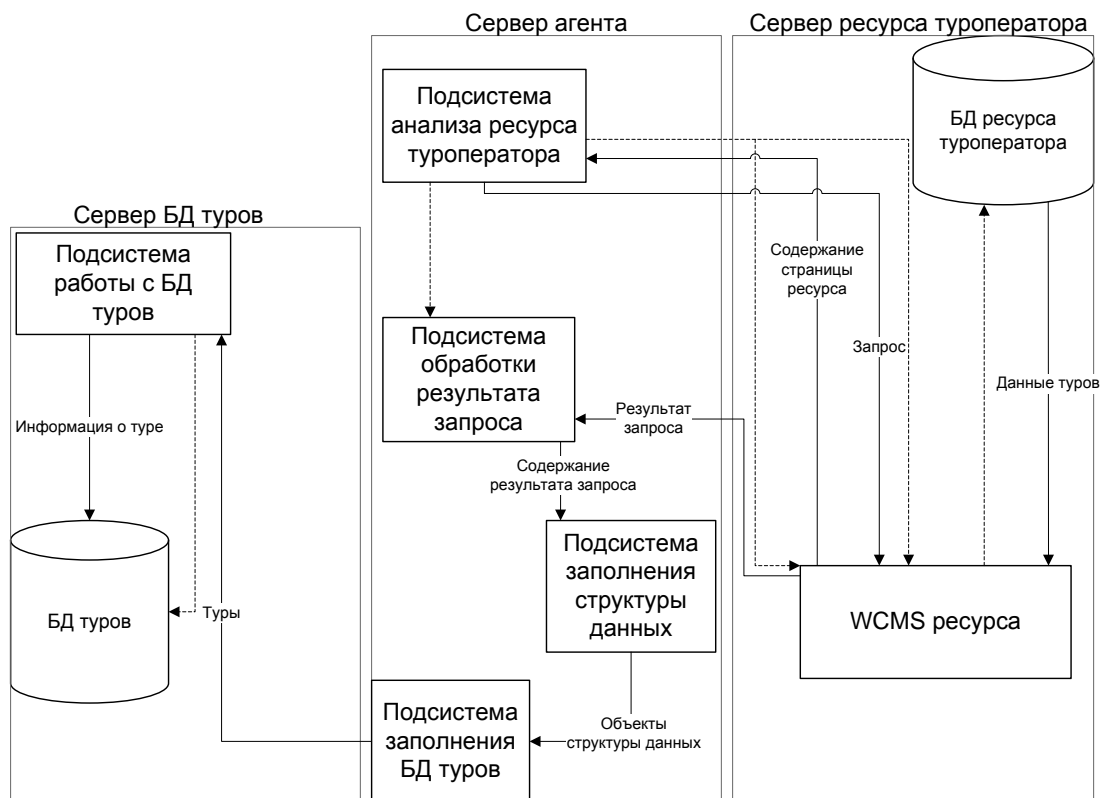 Сервер агента
Сервер ресурса туроператора
Подсистема
анализа ресурса
туроператора
БД ресурса
туроператора
Сервер БД туров
Подсистема
работы с БД
туров
Содержание
страницы
ресурса
Подсистема
обработки
результата
запроса
Запрос
Данные туров
Информация о туре
Результат
запроса
Содержание
результата запроса
Подсистема
заполнения
структуры
данных
БД туров
Туры
WCMS ресурса
Подсистема
заполнения
БД туров
Объекты
структуры данных